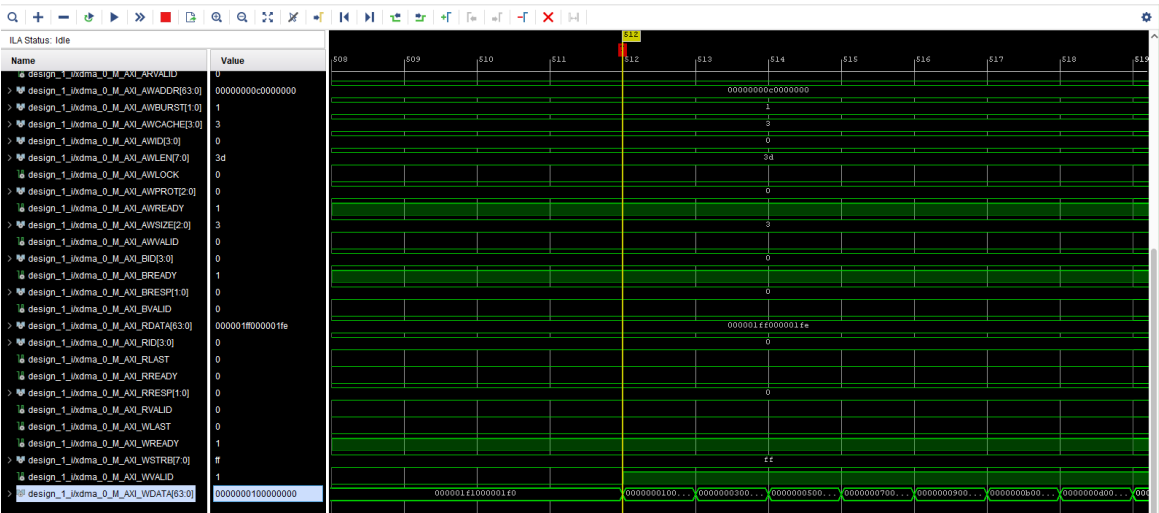 ILA Status: Idle
512
Name Value 508 509 510 511 512 513 514 515 516 517 518 519
design_1_i/xdma_0_M_AXI_ARVALID 0
design_1_i/xdma_0_M_AXI_AWADDR[63:0] 00000000c0000000 00000000c0000000
design_1_i/xdma_0_M_AXI_AWBURST[1:0] 1 1
design_1_i/xdma_0_M_AXI_AWCACHE[3:0] 3 3
design_1_i/xdma_0_M_AXI_AWID[3:0] 0 0
design_1_i/xdma_0_M_AXI_AWLEN[7:0] 3d 3d
design_1_i/xdma_0_M_AXI_AWLOCK 0
design_1_i/xdma_0_M_AXI_AWPROT[2:0] 0 0
design_1_i/xdma_0_M_AXI_AWREADY 1
design_1_i/xdma_0_M_AXI_AWSIZE[2:0] 3 3
design_1_i/xdma_0_M_AXI_AWVALID 0
design_1_i/xdma_0_M_AXI_BID[3:0] 0 0
design_1_i/xdma_0_M_AXI_BREADY 1
design_1_i/xdma_0_M_AXI_BRESP[1:0] 0 0
design_1_i/xdma_0_M_AXI_BVALID 0
design_1_i/xdma_0_M_AXI_RDATA[63:0] 000001ff000001fe 000001ff000001fe
design_1_i/xdma_0_M_AXI_RID[3:0] 0 0
design_1_i/xdma_0_M_AXI_RLAST 0
design_1_i/xdma_0_M_AXI_RREADY 0
design_1_i/xdma_0_M_AXI_RRESP[1:0] 0 0
design_1_i/xdma_0_M_AXI_RVALID 0
design_1_i/xdma_0_M_AXI_WLAST 0
design_1_i/xdma_0_M_AXI_WREADY 1
design_1_i/xdma_0_M_AXI_WSTRB[7:0] ff ff
design_1_i/xdma_0_M_AXI_WVALID 1
design_1_i/xdma_0_M_AXI_WDATA[63:0] 0000000100000000 000001f1000001f0 0000000100... 0000000300... 0000000500... 0000000700... 0000000900... 0000000b00... 0000000d00... 000